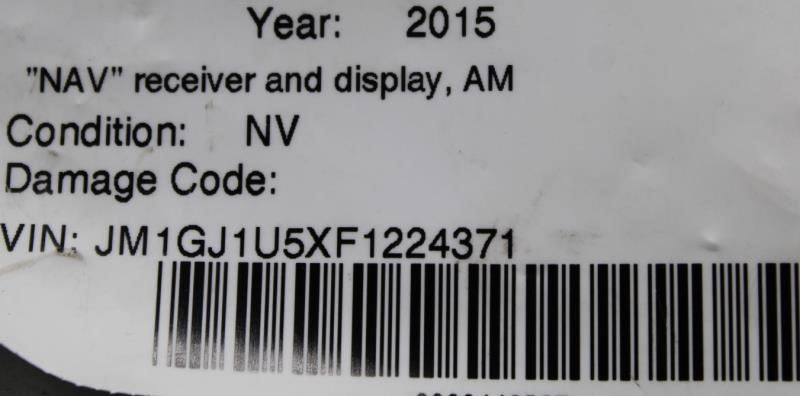 Year: 2015
"NAV" receiver and display, AM
Condition: NV
Damage Code:
VIN: JM1GJ1U5XF1224371